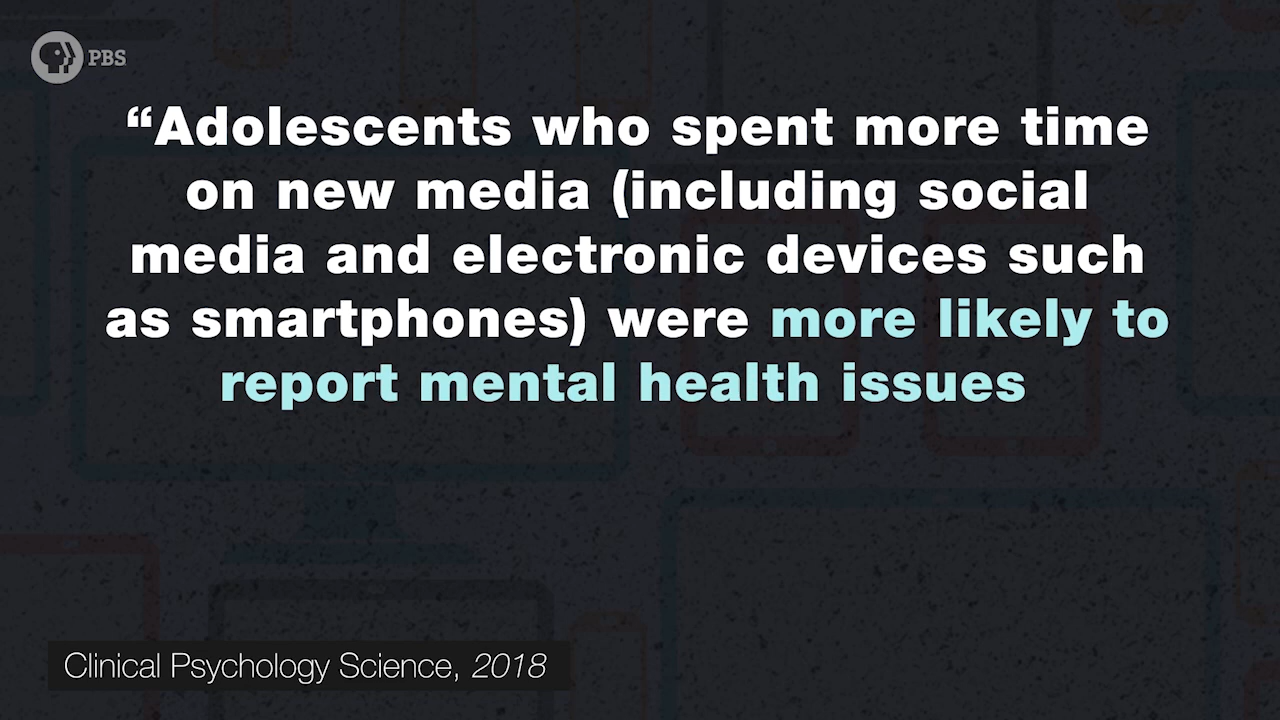 PBS
“Adolescents who spent more time
on new media (including social
media and electronic devices such
as smartphones) were more likely to
report mental health issues
Clinical Psychology Science, 2018